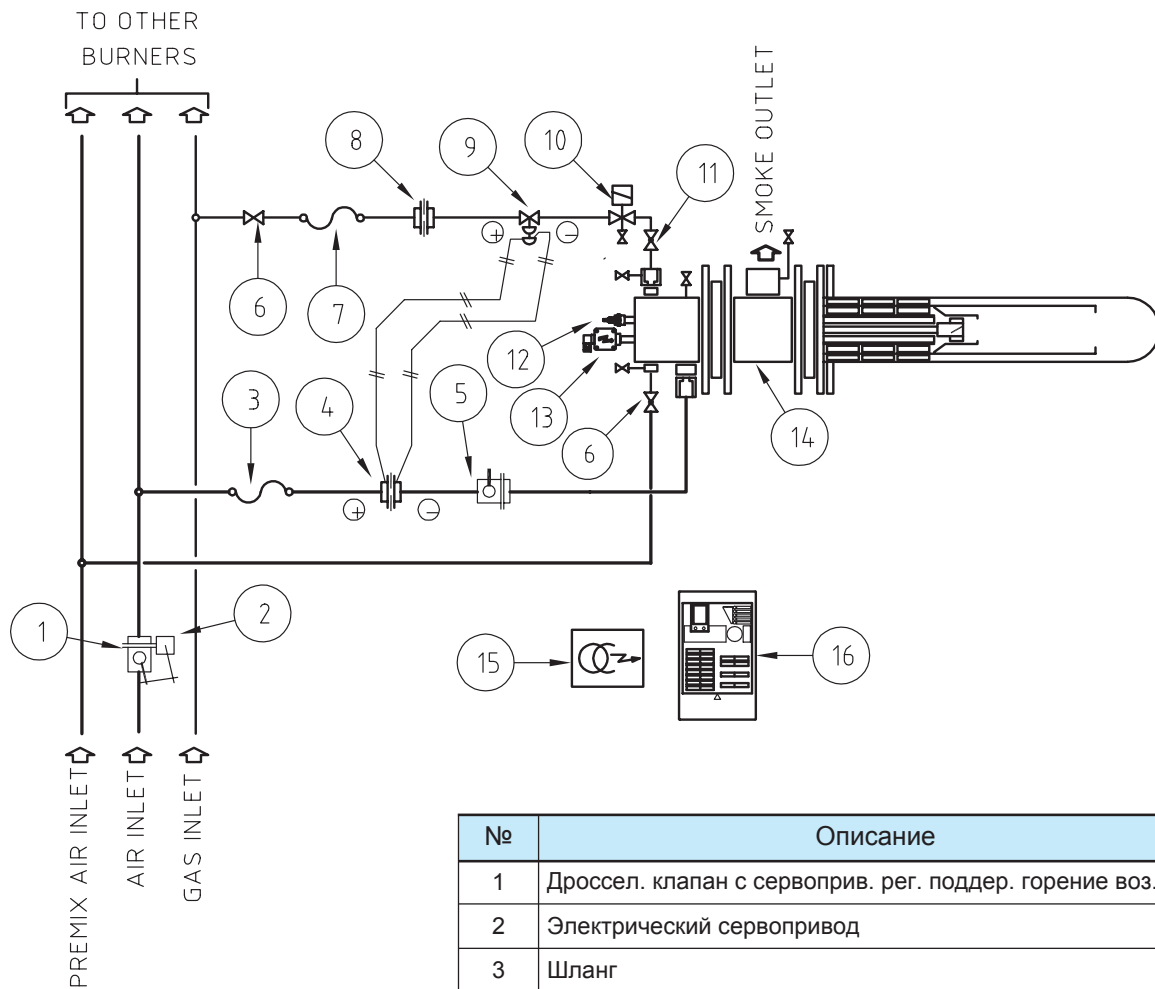 TO OTHER
BURNERS
SMOKE OUTLET
8
9
10
11
6
7
12
13
3
4
5
6
14
1
2
15
16
PREMIX AIR INLET
AIR INLET
GAS INLET
№ Описание
1 Дроссел. клапан с сервоприв. рег. поддер. горение воз.
2 Электрический сервопривод
3 Шланг